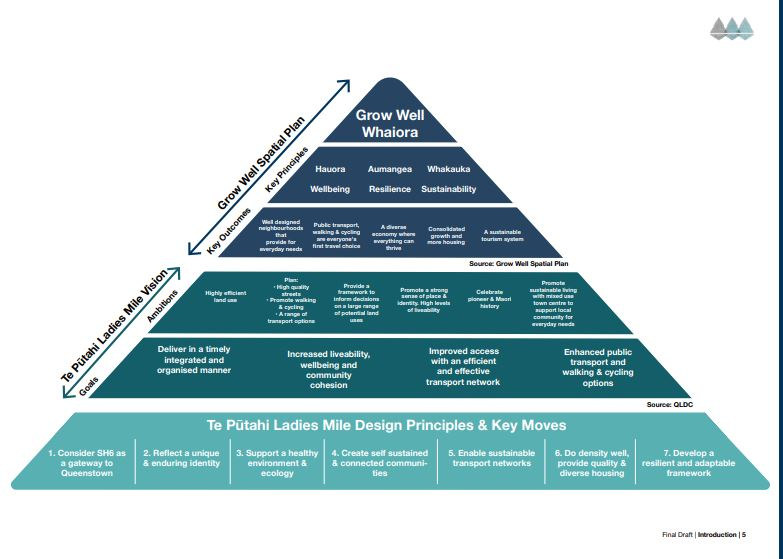 Grow Well
Whaiora
Grow Well Spatial Plan
Key Principles
Hauora
Aumangea
Whakauka
Wellbeing
Resilience
Sustainability
Key Outcomes
Well designed
neighbourhoods
that
provide for
everyday needs
Public transport,
walking & cycling
are everyone's
first travel choice
A diverse
economy where
everything can
thrive
Consolidated
growth and
more housing
A sustainable
tourism system
Source: Grow Well Spatial Plan
Te Pūtahi Ladies Mile Vision
Ambitions
Highly efficient
land use
Plan:
• High quality
streets
• Promote walking
& cycling
• A range of
transport options
Provide a
framework to
inform decisions
on a large range
of potential land
uses
Promote a strong
sense of place &
identity. High levels
of liveability
Celebrate
pioneer & Maori
history
Promote
sustainable living
with mixed use
town centre to
support local
community for
everyday needs
Goals
Deliver in a timely
integrated and
organised manner
Increased liveability,
wellbeing and
community
cohesion
Improved access
with an efficient
and effective
transport network
Enhanced public
transport and
walking & cycling
options
Source: QLDC
Te Pūtahi Ladies Mile Design Principles & Key Moves
1. Consider SH6 as
a gateway to
Queenstown
2. Reflect a unique
& enduring identity
3. Support a healthy
environment &
ecology
4. Create self sustained
& connected communi-
ties
5. Enable sustainable
transport networks
6. Do density well,
provide quality &
diverse housing
7. Develop a
resilient and adaptable
framework
Final Draft | Introduction | 5